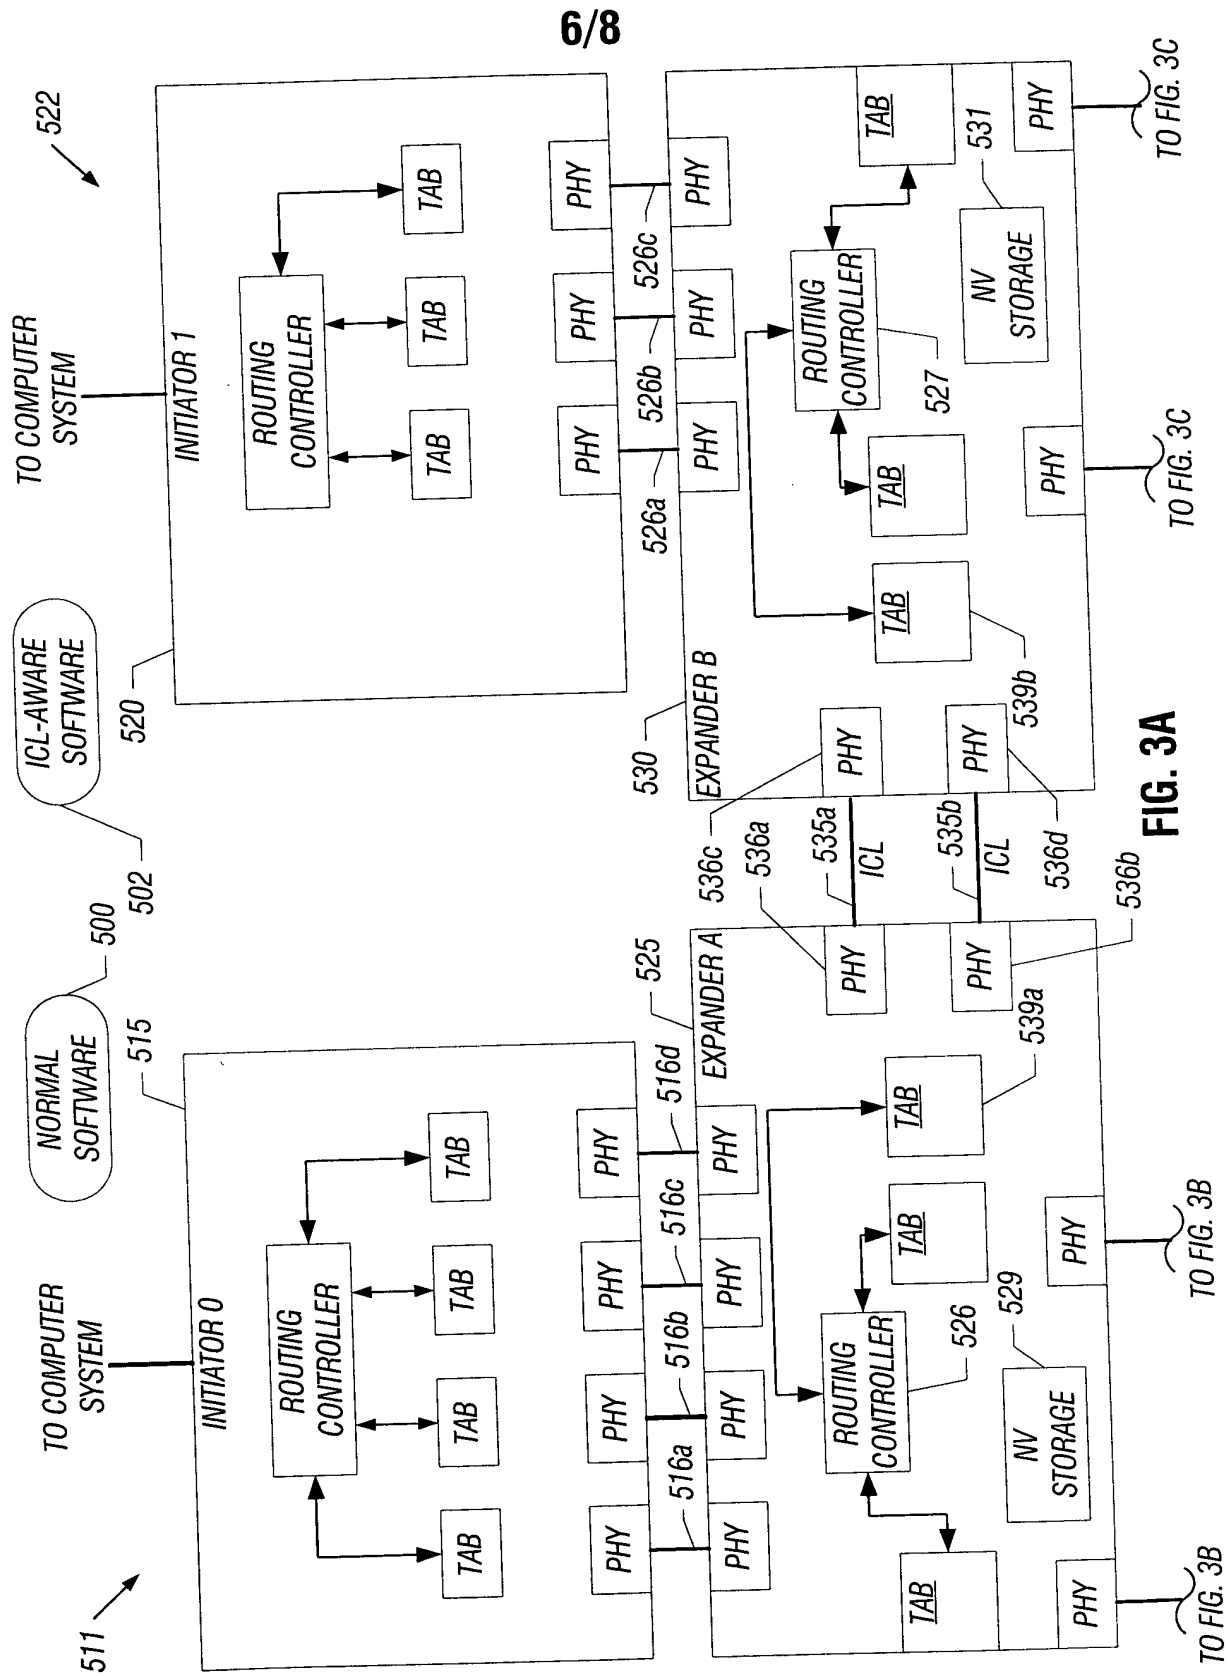 6/8
511
TO COMPUTER
SYSTEM
NORMAL
SOFTWARE
500
502
ICL-AWARE
SOFTWARE
TO COMPUTER
SYSTEM
522
515
INITIATOR 0
ROUTING
CONTROLLER
TAB
TAB
TAB
TAB
PHY
PHY
PHY
PHY
516a
516b
516c
516d
520
INITIATOR 1
ROUTING
CONTROLLER
TAB
TAB
TAB
PHY
PHY
PHY
526a
526b
526c
525
EXPANDER A
PHY
PHY
PHY
PHY
ROUTING
CONTROLLER
526
TAB
TAB
TAB
539a
NV
STORAGE
529
PHY
PHY
536a
536b
PHY
PHY
TO FIG. 3B
TO FIG. 3B
535a
ICL
535b
ICL
530
EXPANDER B
PHY
PHY
PHY
536c
PHY
PHY
536d
ROUTING
CONTROLLER
527
TAB
TAB
TAB
539b
NV
STORAGE
531
PHY
PHY
TO FIG. 3C
TO FIG. 3C
FIG. 3A